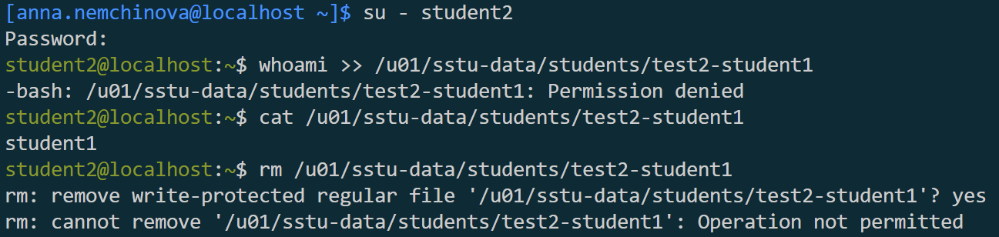 [anna.nemchinova@localhost ~]$ su - student2
Password:
student2@localhost:~$ whoami >> /u01/sstu-data/students/test2-student1
-bash: /u01/sstu-data/students/test2-student1: Permission denied
student2@localhost:~$ cat /u01/sstu-data/students/test2-student1
student1
student2@localhost:~$ rm /u01/sstu-data/students/test2-student1
rm: remove write-protected regular file '/u01/sstu-data/students/test2-student1'? yes
rm: cannot remove '/u01/sstu-data/students/test2-student1': Operation not permitted